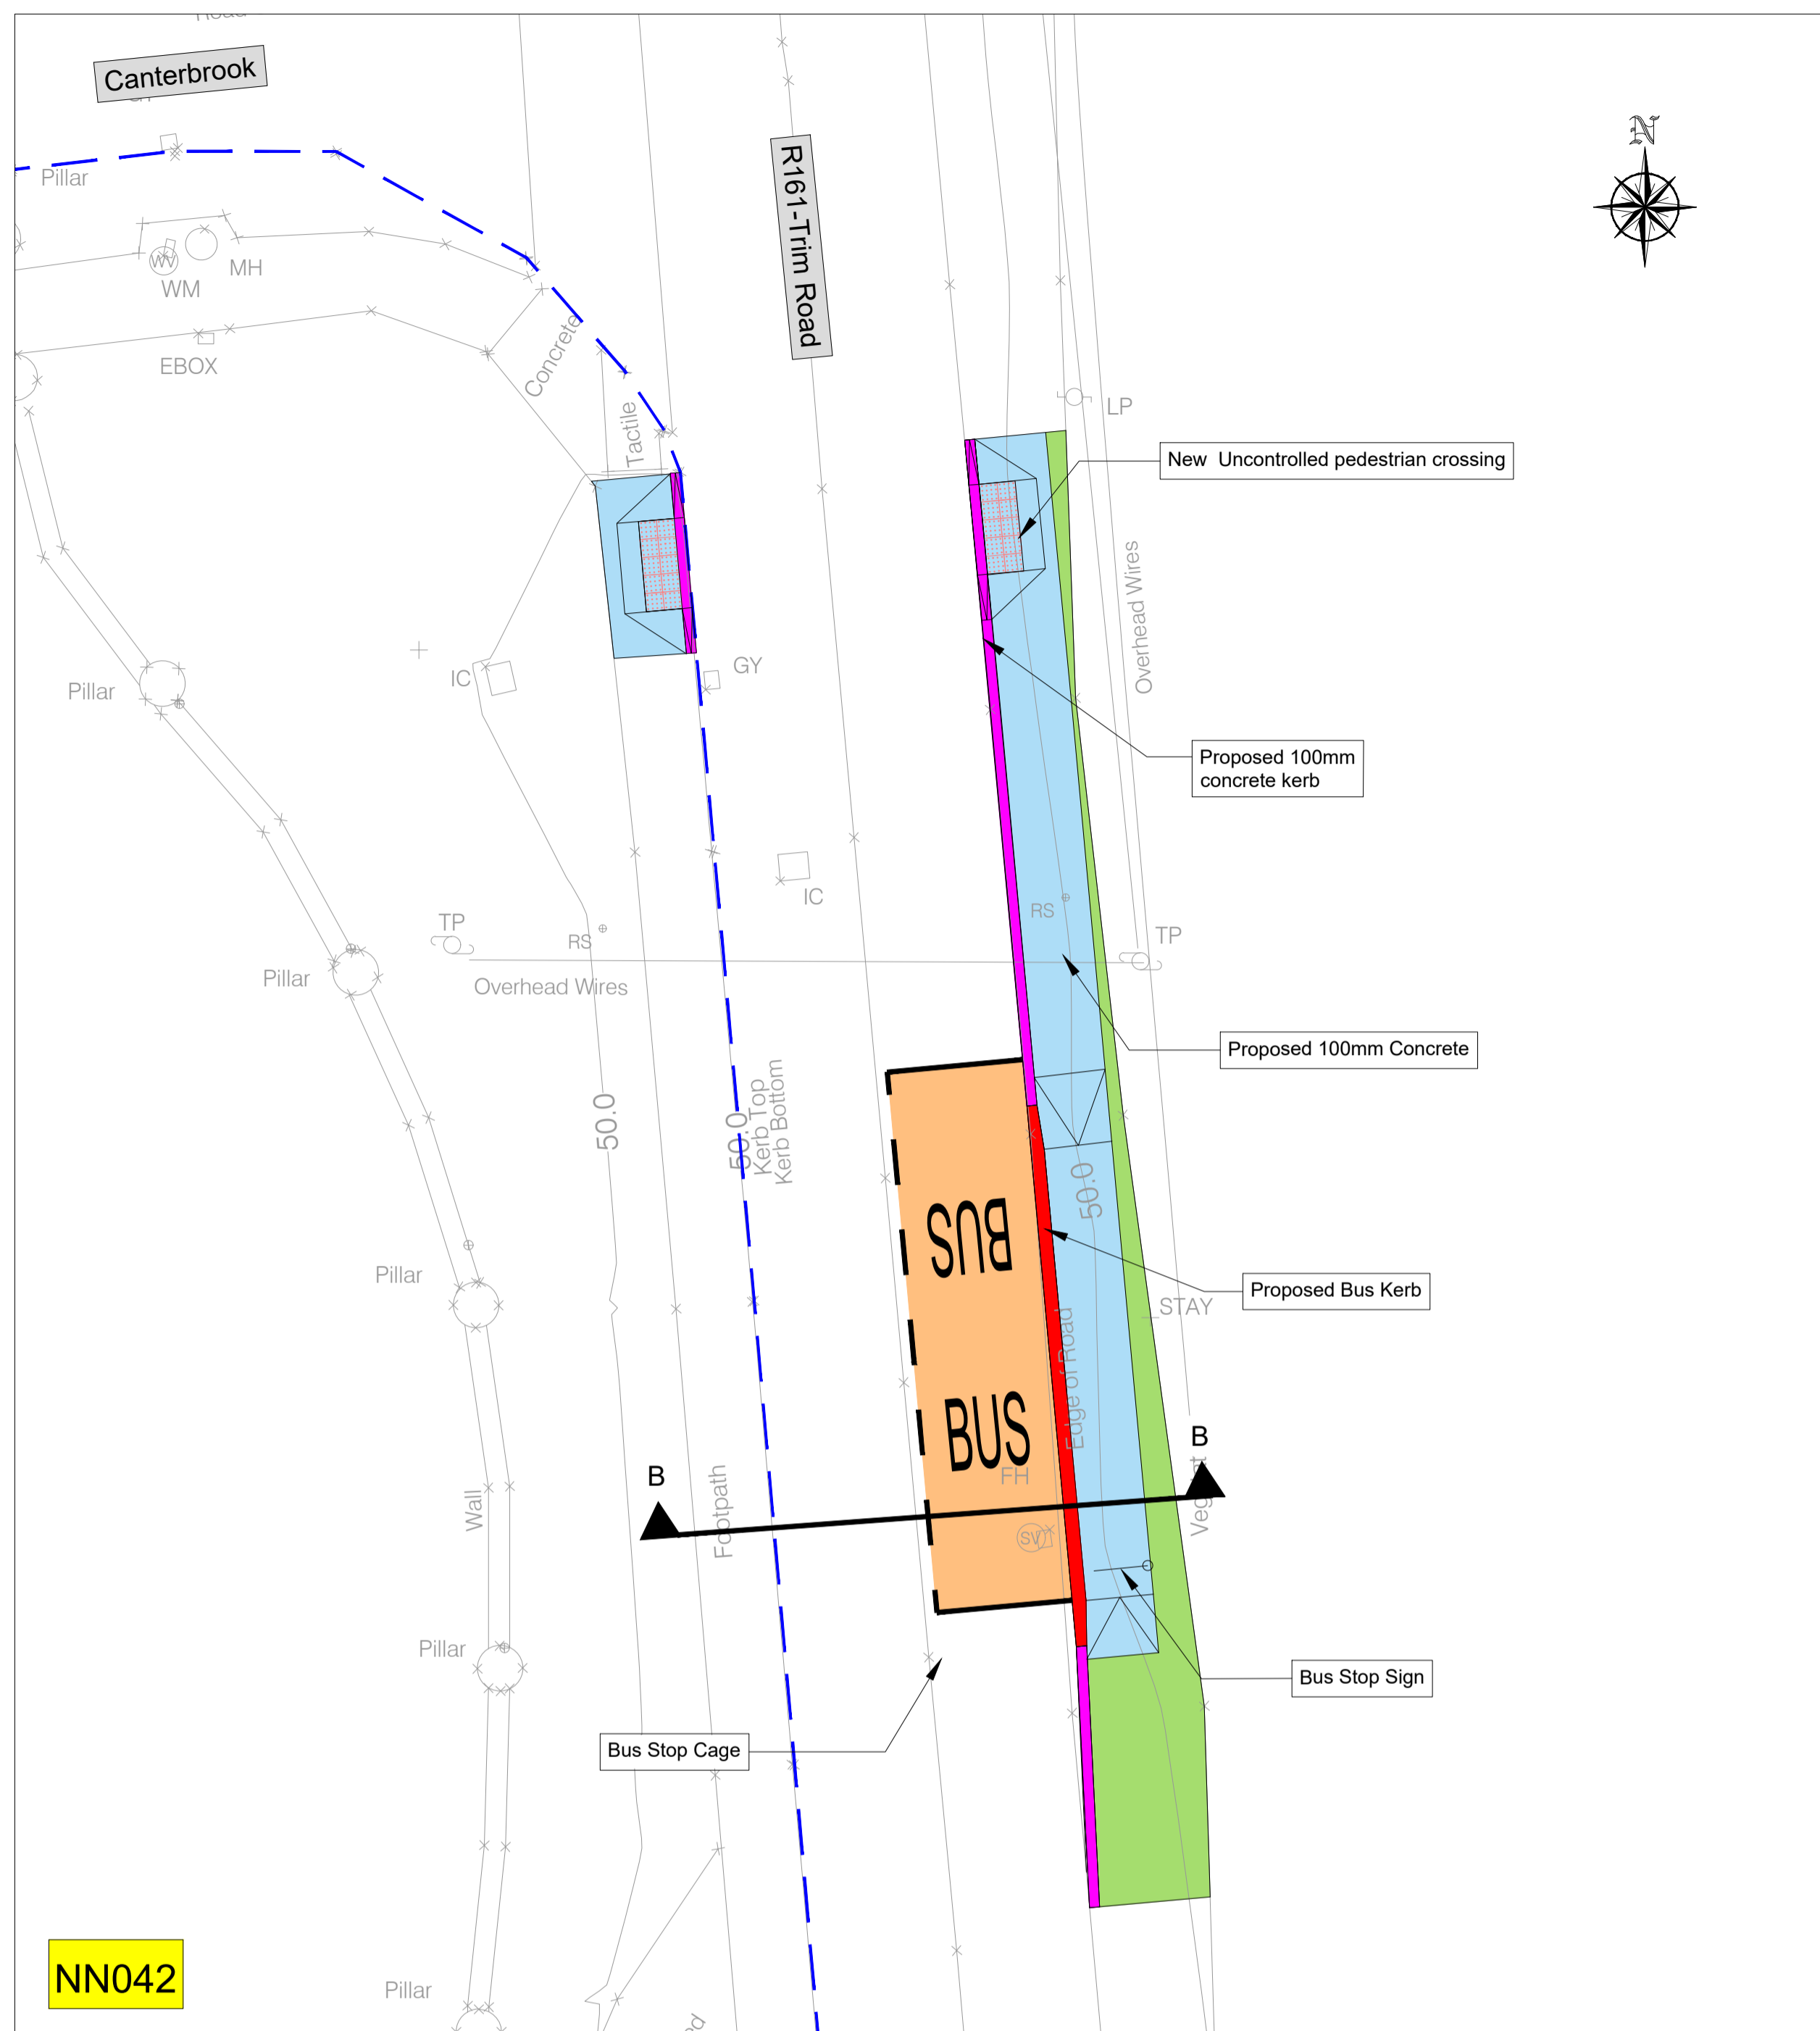 Canterbrook
N
R161-Trim Road
Pillar
MH
WV
WM
EBOX
Concrete
Tactile
LP
New Uncontrolled pedestrian crossing
Overhead Wires
GY
IC
Pillar
Proposed 100mm
concrete kerb
IC
RS
TP
RS
TP
Pillar
Overhead Wires
Proposed 100mm Concrete
50.0
50.0
Kerb Top
Kerb Bottom
50.0
BUS
Pillar
Proposed Bus Kerb
STAY
Edge of Road
BUS
B
B
FH
Wall
Footpath
SV
Pillar
Bus Stop Sign
Bus Stop Cage
NN042
Pillar